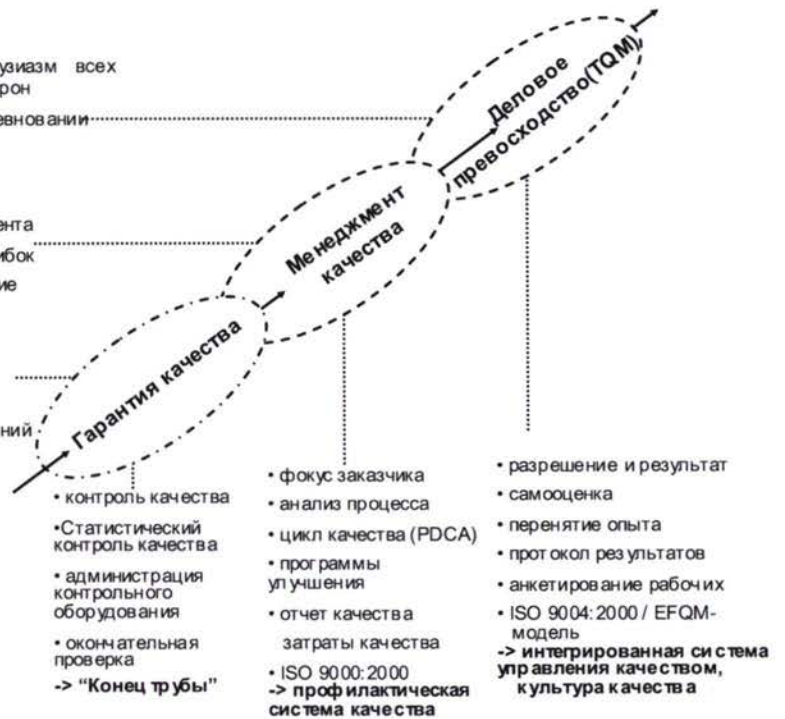 узиазм всех
рон
евновании
Деловое
превосходство(TQM)
ента
ибок
ие
Менеджмент
качества
Гарантия качества
ний
• контроль качества
•Статистический
контроль качества
• администрация
контрольного
оборудования
• окончательная
проверка
-> “Конец трубы”
• фокус заказчика
• анализ процесса
• цикл качества (PDCA)
• программы
улучшения
• отчет качества
затраты качества
• ISO 9000:2000
-> профилактическая
система качества
• разрешение и результат
• самооценка
• перенятие опыта
• протокол результатов
• анкетирование рабочих
• ISO 9004:2000 / EFQM-
модель
-> интегрированная система
управления качеством,
культура качества